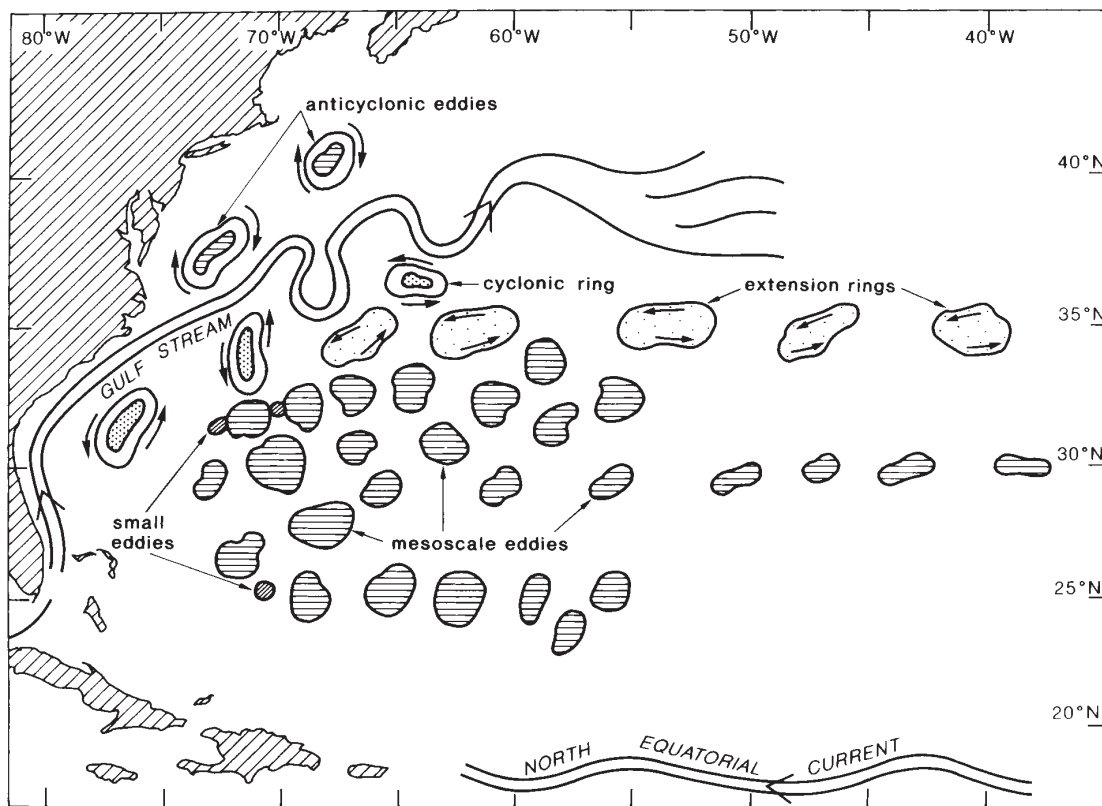 80°W
70°W
60°W
50°W
40°W
anticyclonic eddies
40°N
cyclonic ring
extension rings
35°N
GULF STREAM
30°N
small
eddies
mesoscale eddies
25°N
20°N
NORTH EQUATORIAL CURRENT